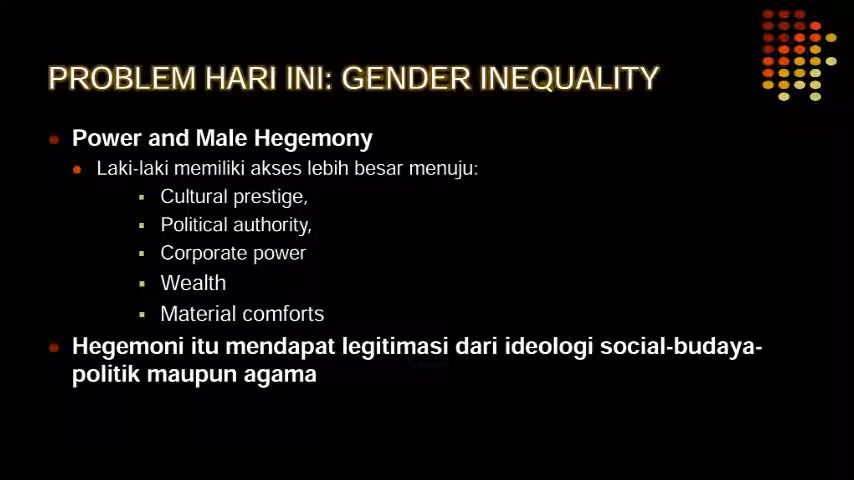 PROBLEM HARI INI: GENDER INEQUALITY
Power and Male Hegemony
Laki-laki memiliki akses lebih besar menuju:
Cultural prestige,
Political authority,
Corporate power
Wealth
Material comforts
Hegemoni itu mendapat legitimasi dari ideologi social-budaya-
politik maupun agama